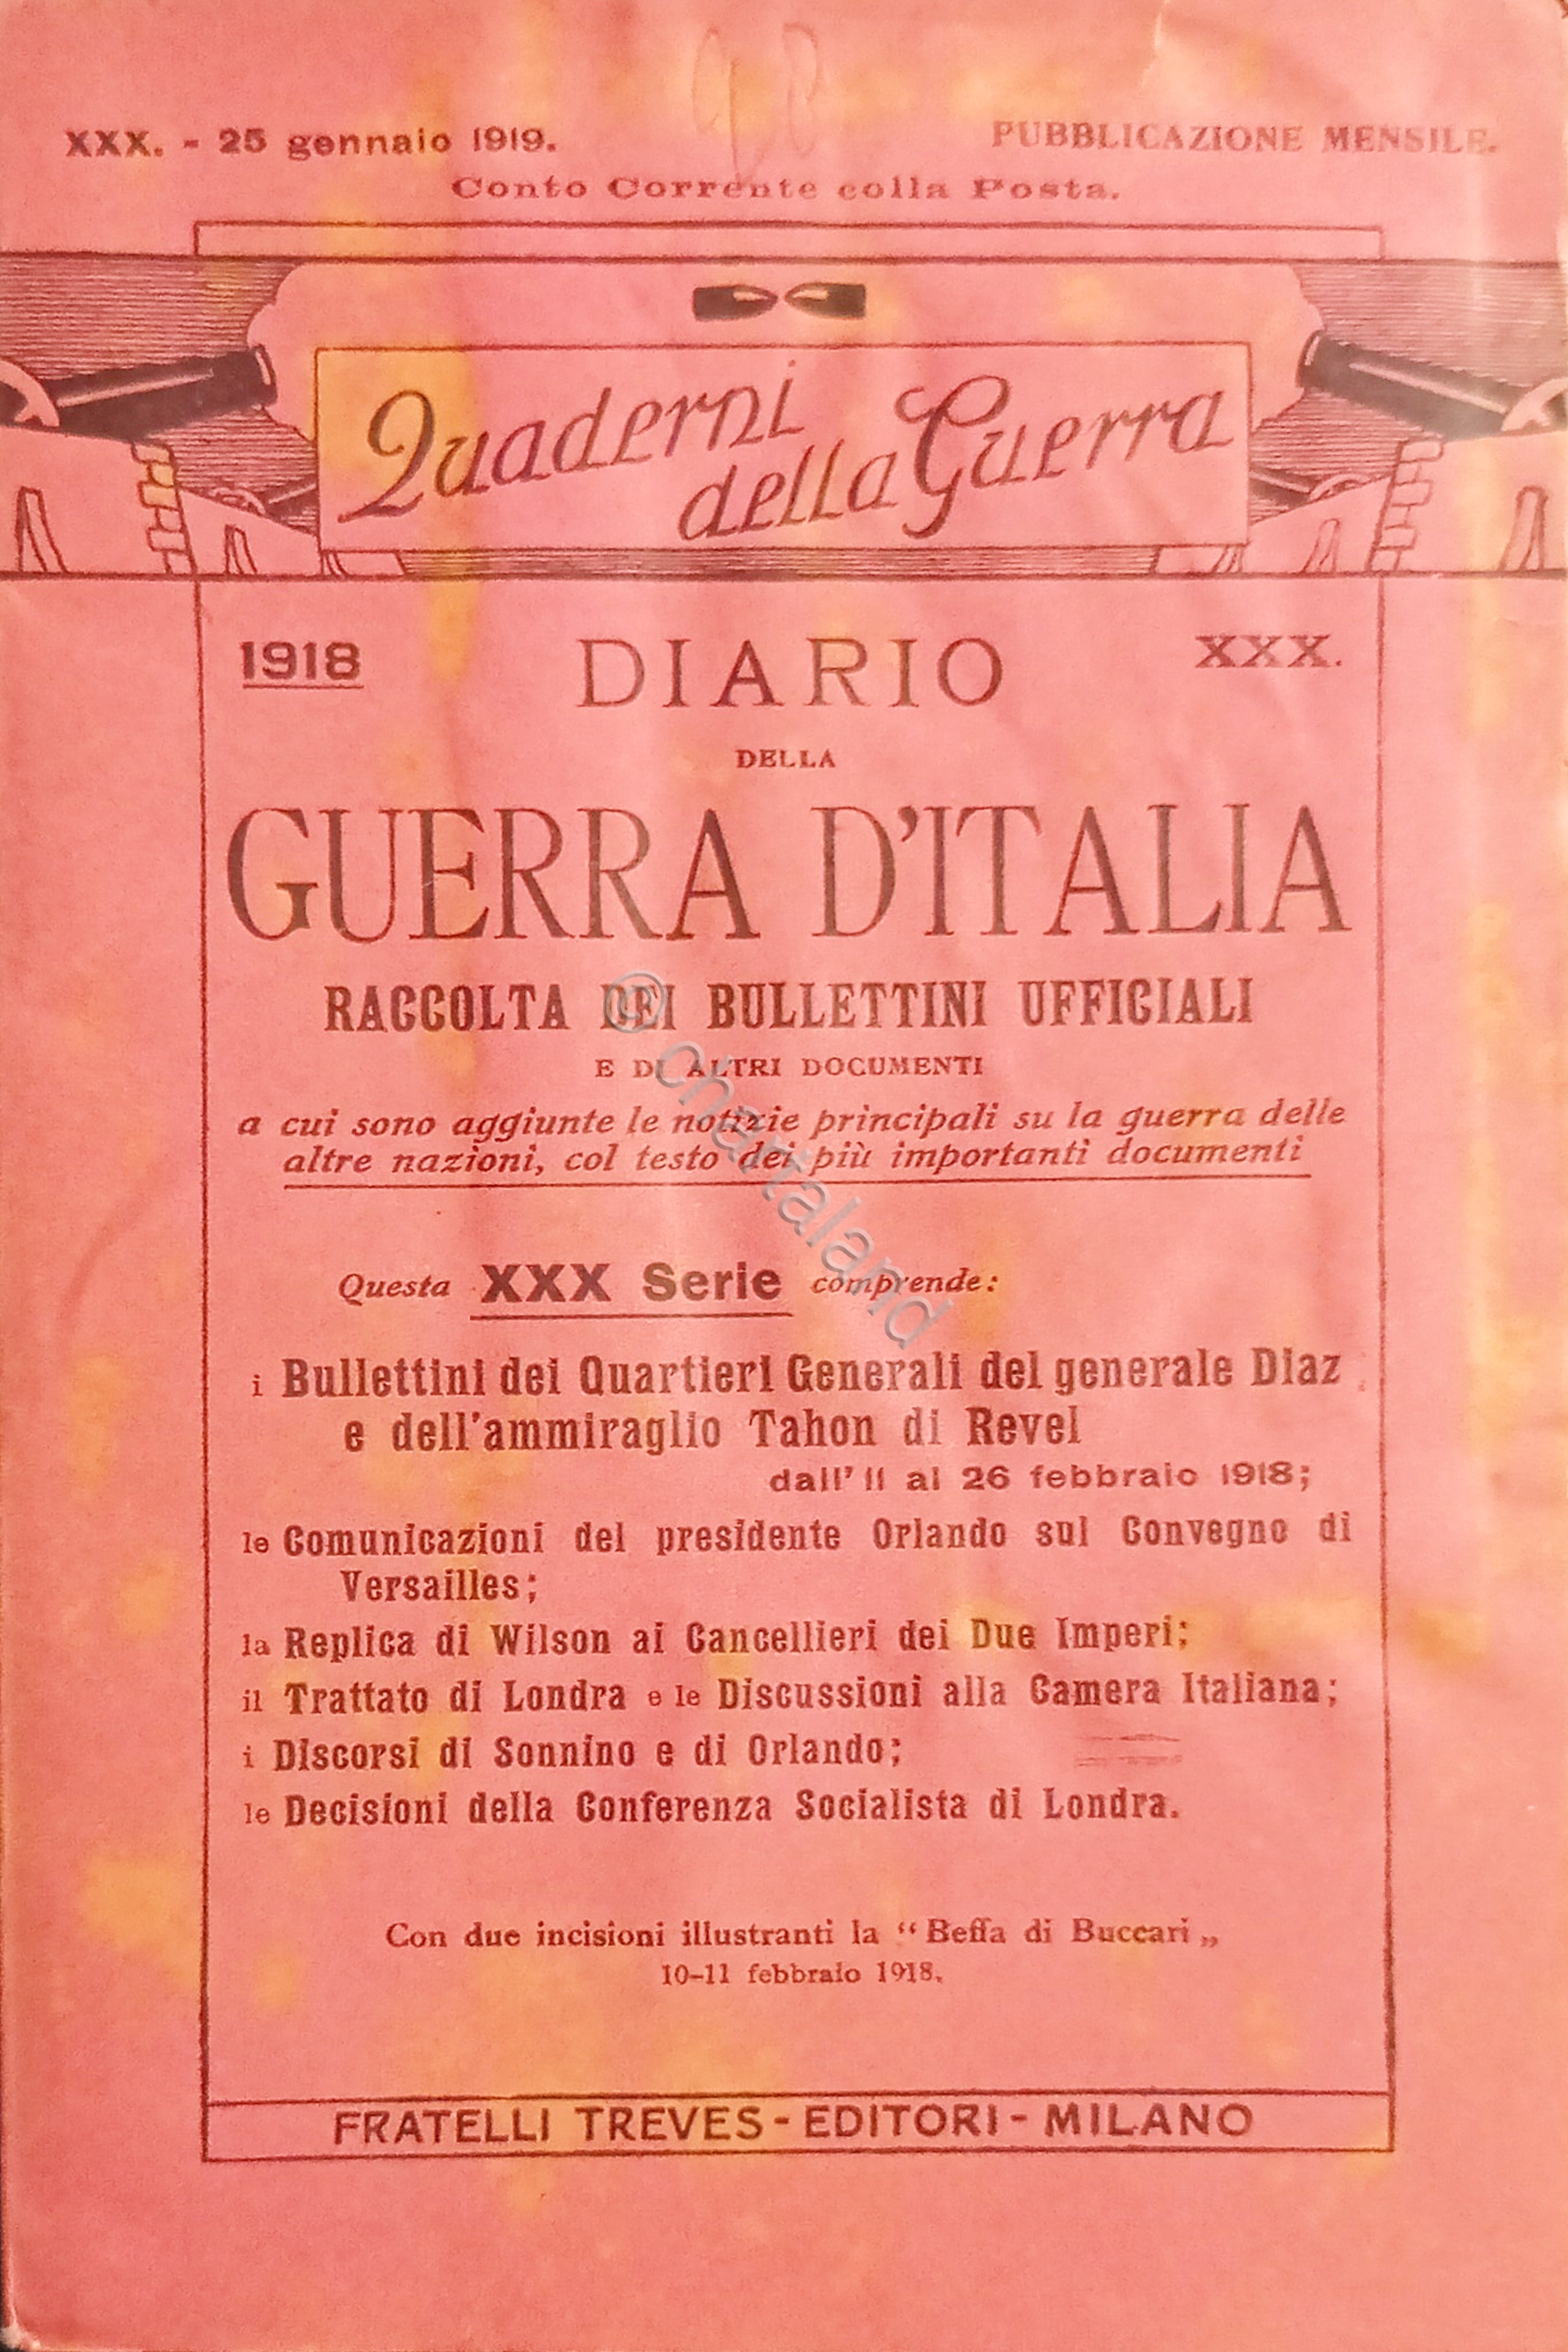 XXX. - 25 gennaio 1919.
PUBBLICAZIONE MENSILE.
Conto Corrente colla Posta.
Quaderni
della Guerra
1918
DIARIO
XXX.
DELLA
GUERRA D'ITALIA
RACCOLTA DEI BULLETTINI UFFICIALI
E DI ALTRI DOCUMENTI
a cui sono aggiunte le notizie principali su la guerra delle
altre nazioni, col testo dei più importanti documenti
Questa XXX Serie comprende:
i Bullettini dei Quartieri Generali del generale Diaz
e dell'ammiraglio Tahon di Revel
dall'11 al 26 febbraio 1918;
le Comunicazioni del presidente Orlando sul Convegno di
Versailles;
la Replica di Wilson ai Cancellieri dei Due Imperi;
il Trattato di Londra e le Discussioni alla Camera Italiana;
i Discorsi di Sonnino e di Orlando;
le Decisioni della Conferenza Socialista di Londra.
Con due incisioni illustranti la “Beffa di Buccari„
10-11 febbraio 1918.
FRATELLI TREVES - EDITORI - MILANO
© chartaland